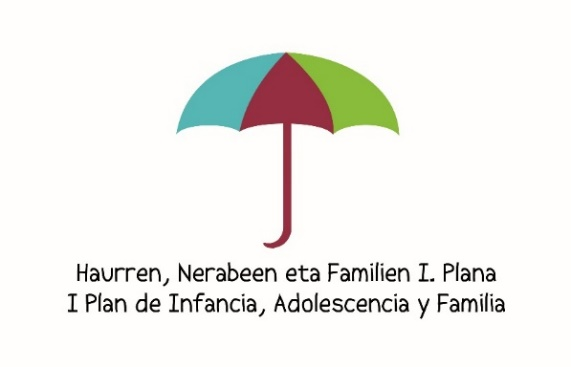 Haurren, Nerabeen eta Familien I. Plana
I Plan de Infancia, Adolescencia y Familia